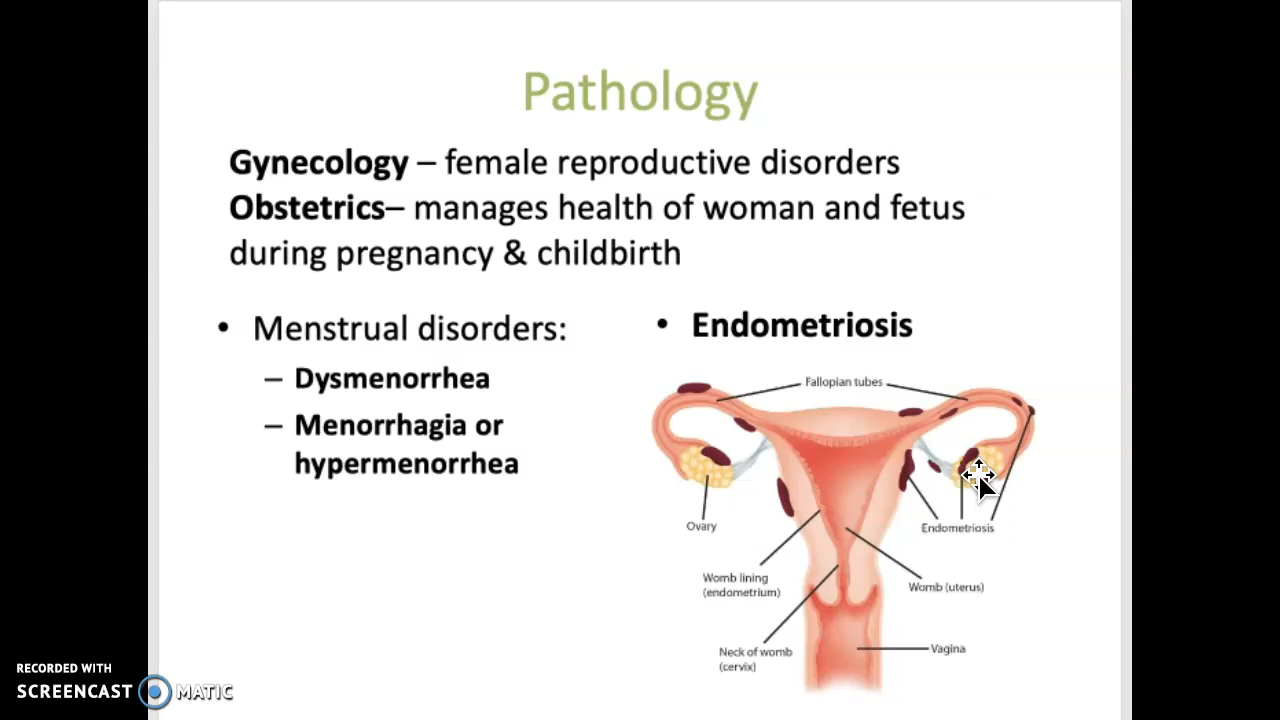 Pathology
Gynecology – female reproductive disorders
Obstetrics– manages health of woman and fetus
during pregnancy & childbirth
• Menstrual disorders:
– Dysmenorrhea
– Menorrhagia or
hypermenorrhea
• Endometriosis
Fallopian tubes
Ovary
Endometriosis
Womb lining
(endometrium)
Womb (uterus)
Neck of womb
(cervix)
Vagina
RECORDED WITH
SCREENCAST MATIC